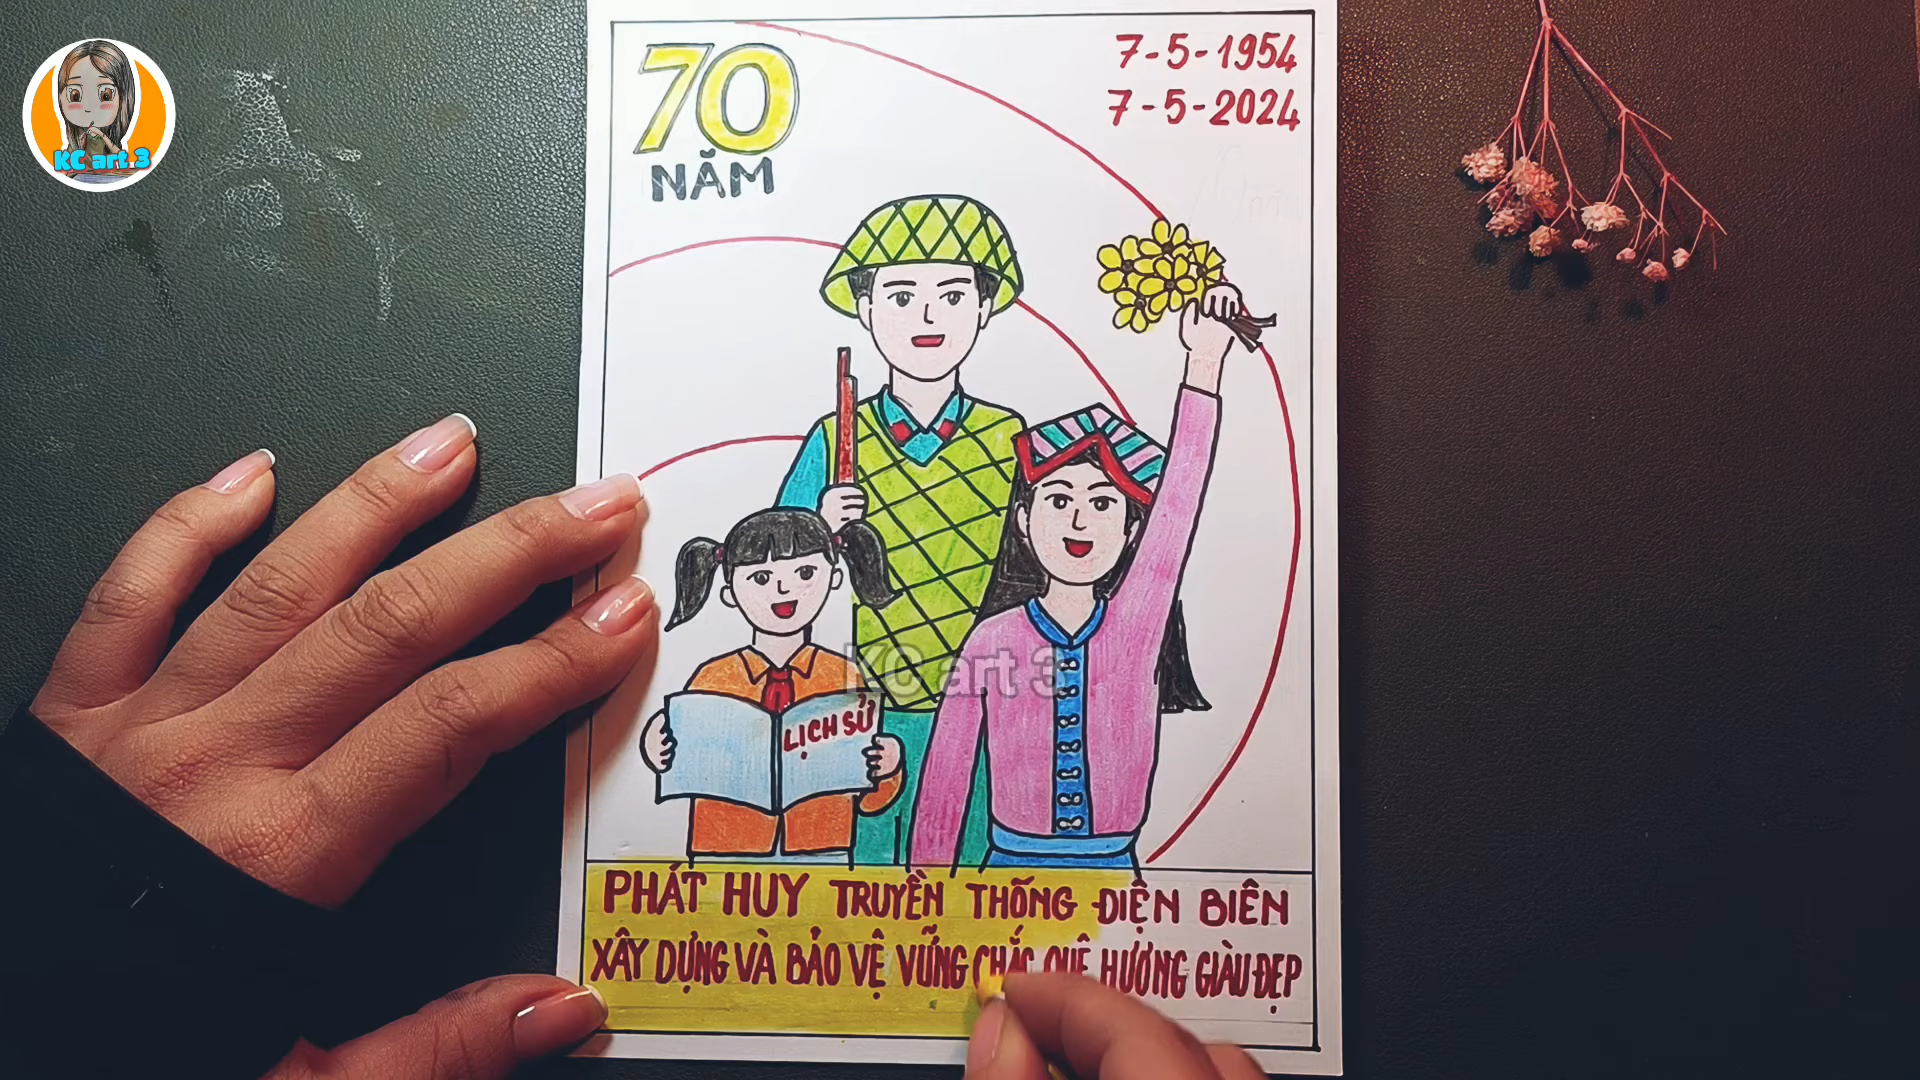 KC art 3
70
NĂM
7-5-1954
7-5-2024
KC art 3
LỊCH SỬ
PHÁT HUY TRUYỀN THỐNG ĐIỆN BIÊN
XÂY DỰNG VÀ BẢO VỆ VỮNG CHẮC QUÊ HƯƠNG GIÀU ĐẸP